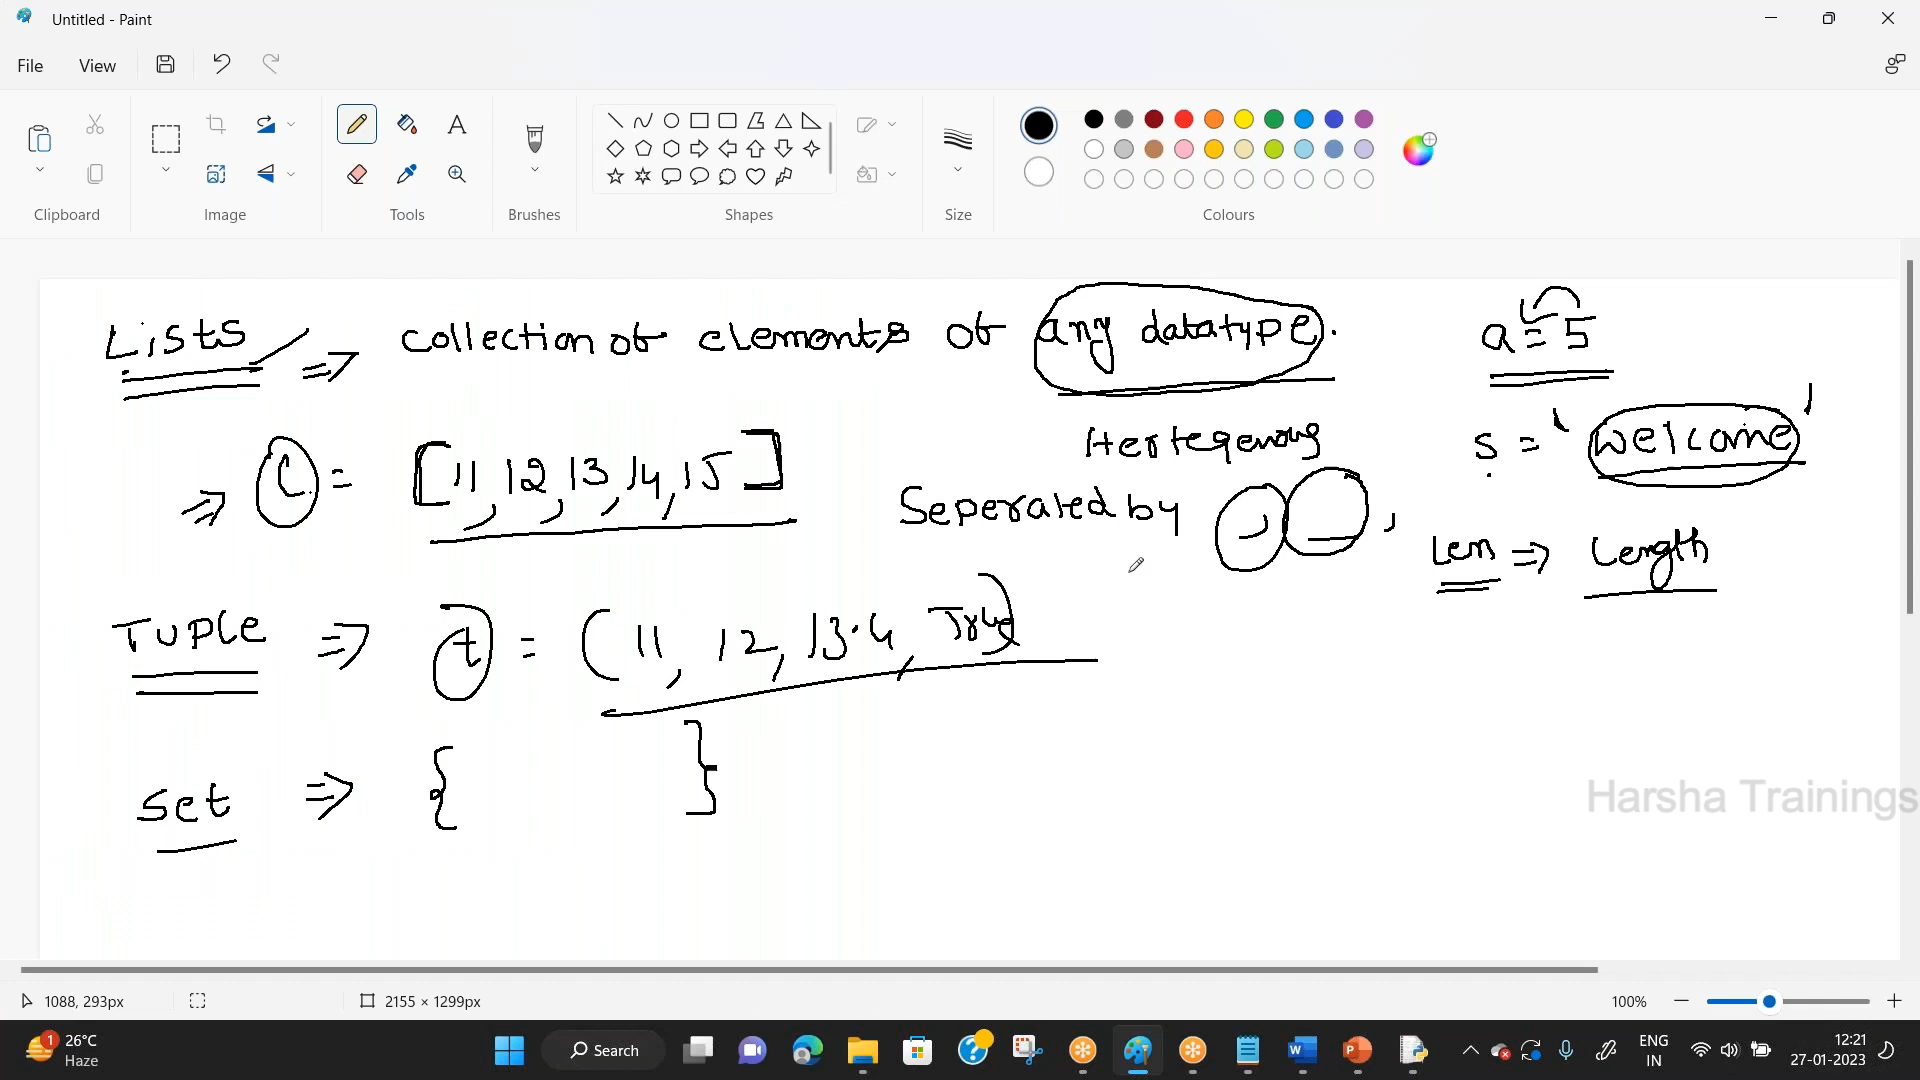 Untitled - Paint
File View
Clipboard Image Tools Brushes Shapes Size Colours
Lists ⇒ collection of elements of any datatype. a = 5
⇒ L = [11, 12, 13, 14, 15] Hertegenous s = 'welcome'
Seperated by , _ , Len ⇒ Length
TUPLE ⇒ t = (11, 12, 13.4, True)
set ⇒ { }
Harsha Trainings
1088, 293px 2155 × 1299px 100%
1 26°C Search ENG 12:21
Haze IN 27-01-2023